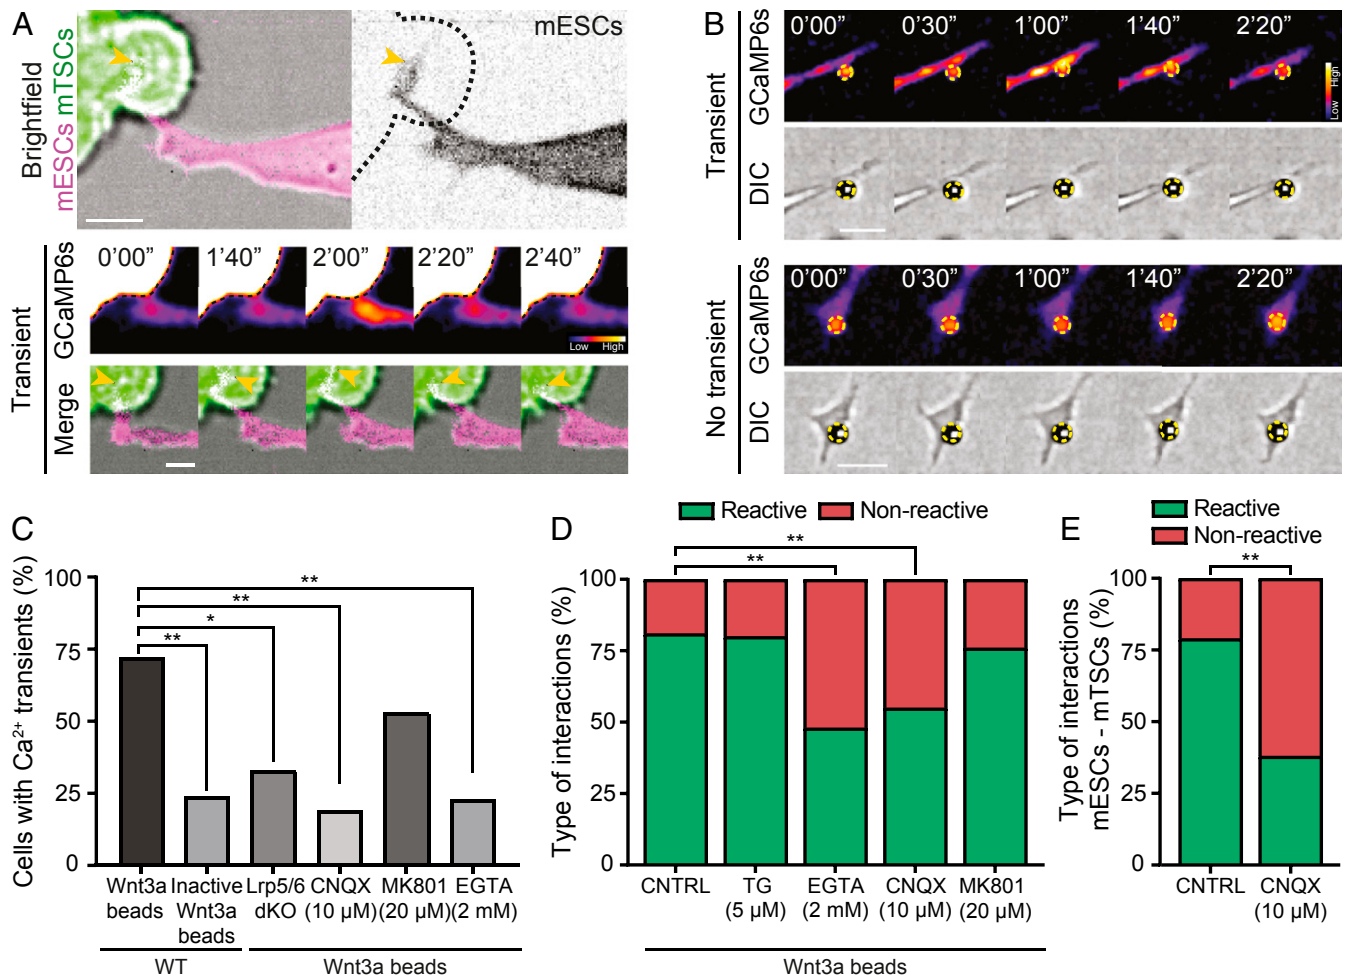 A
Brightfield
mESCs mTSCs
mESCs
Transient
GCaMP6s
0’00”
1’40”
2’00”
2’20”
2’40”
Low High
Merge
B
Transient
GCaMP6s
0’00”
0’30”
1’00”
1’40”
2’20”
Low High
DIC
No transient
GCaMP6s
0’00”
0’30”
1’00”
1’40”
2’20”
DIC
C
Cells with Ca²⁺ transients (%)
100
75
50
25
0
**
**
*
**
Wnt3a beads
Inactive Wnt3a beads
Lrp5/6 dKO
CNQX (10 µM)
MK801 (20 µM)
EGTA (2 mM)
WT
Wnt3a beads
D
Reactive Non-reactive
Type of interactions (%)
100
75
50
25
0
**
**
CNTRL
TG (5 µM)
EGTA (2 mM)
CNQX (10 µM)
MK801 (20 µM)
Wnt3a beads
E
Reactive
Non-reactive
Type of interactions
mESCs - mTSCs (%)
100
75
50
25
0
**
CNTRL
CNQX (10 µM)